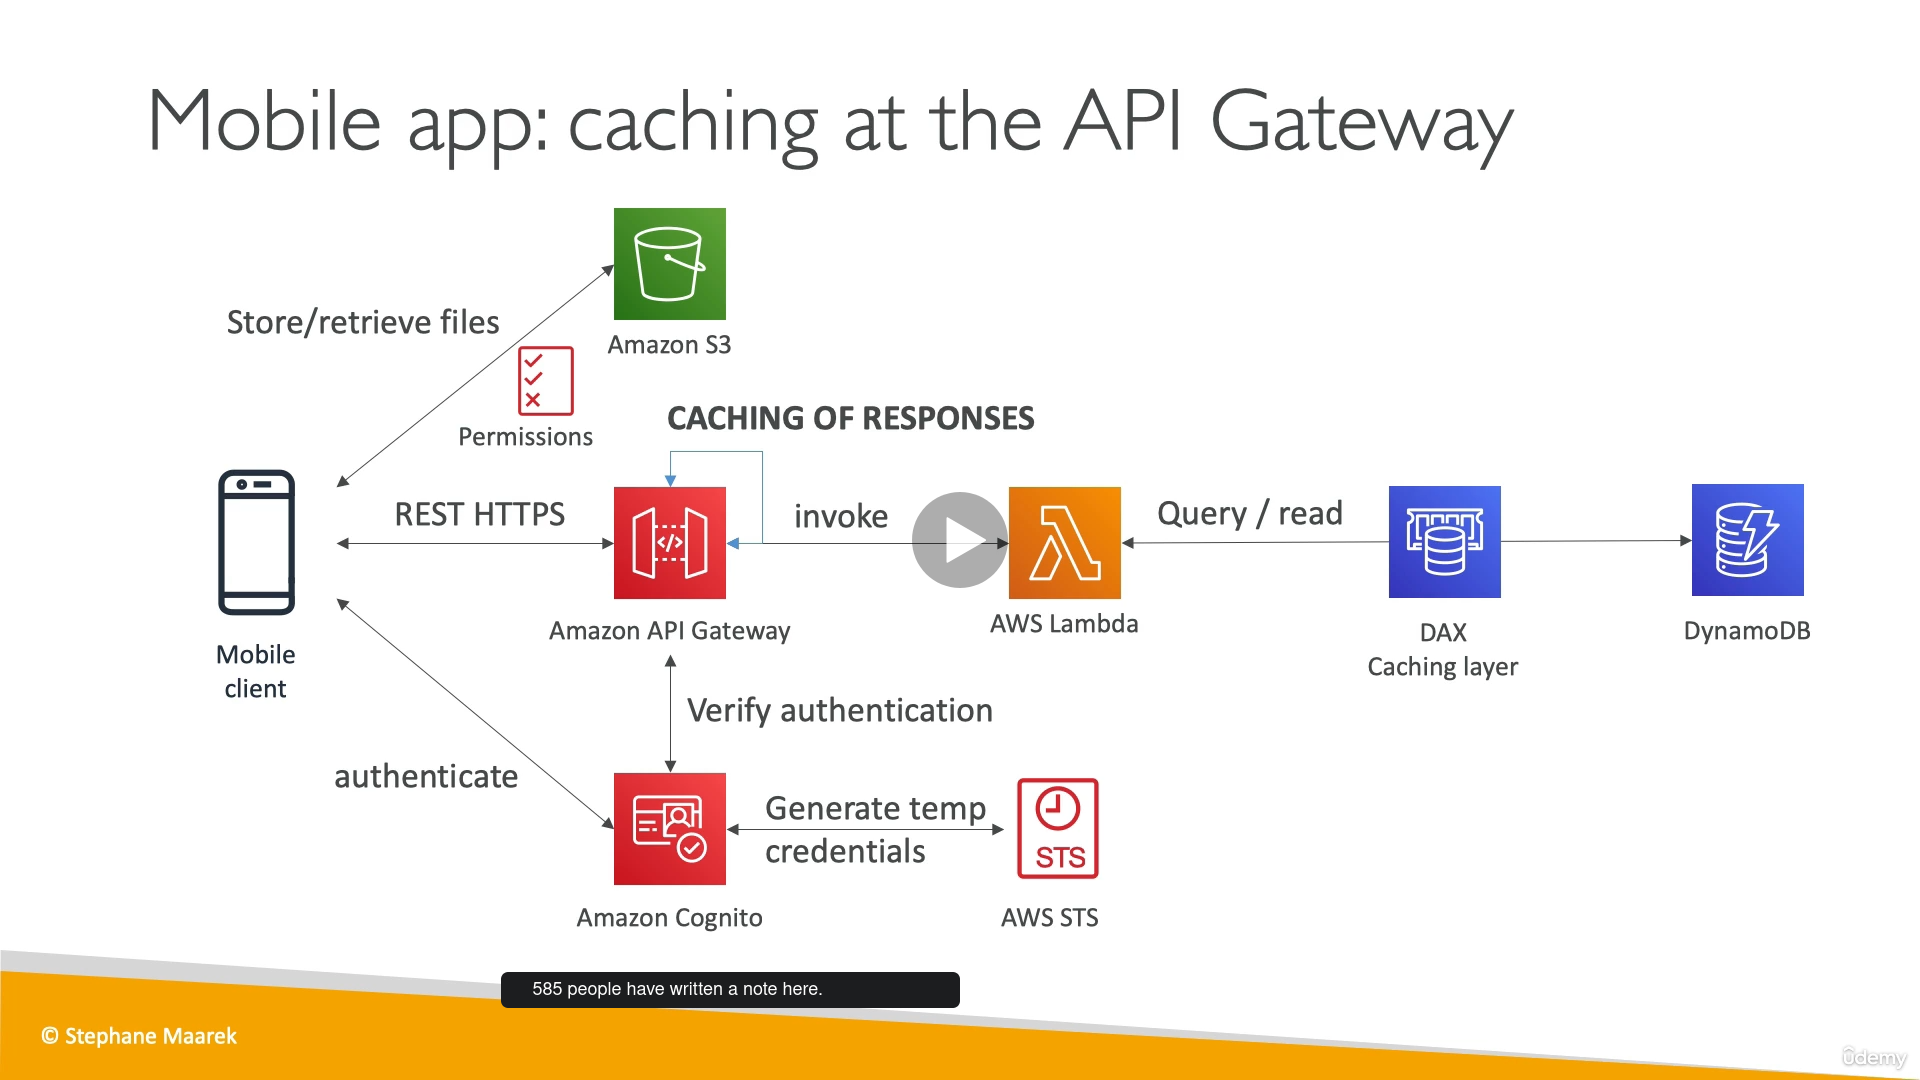 Mobile app: caching at the API Gateway
Store/retrieve files
Amazon S3
Permissions
CACHING OF RESPONSES
REST HTTPS
invoke
Query / read
Mobile
client
Amazon API Gateway
</>
AWS Lambda
DAX
Caching layer
DynamoDB
Verify authentication
authenticate
Generate temp
credentials
STS
Amazon Cognito
AWS STS
585 people have written a note here.
© Stephane Maarek
ûdemy